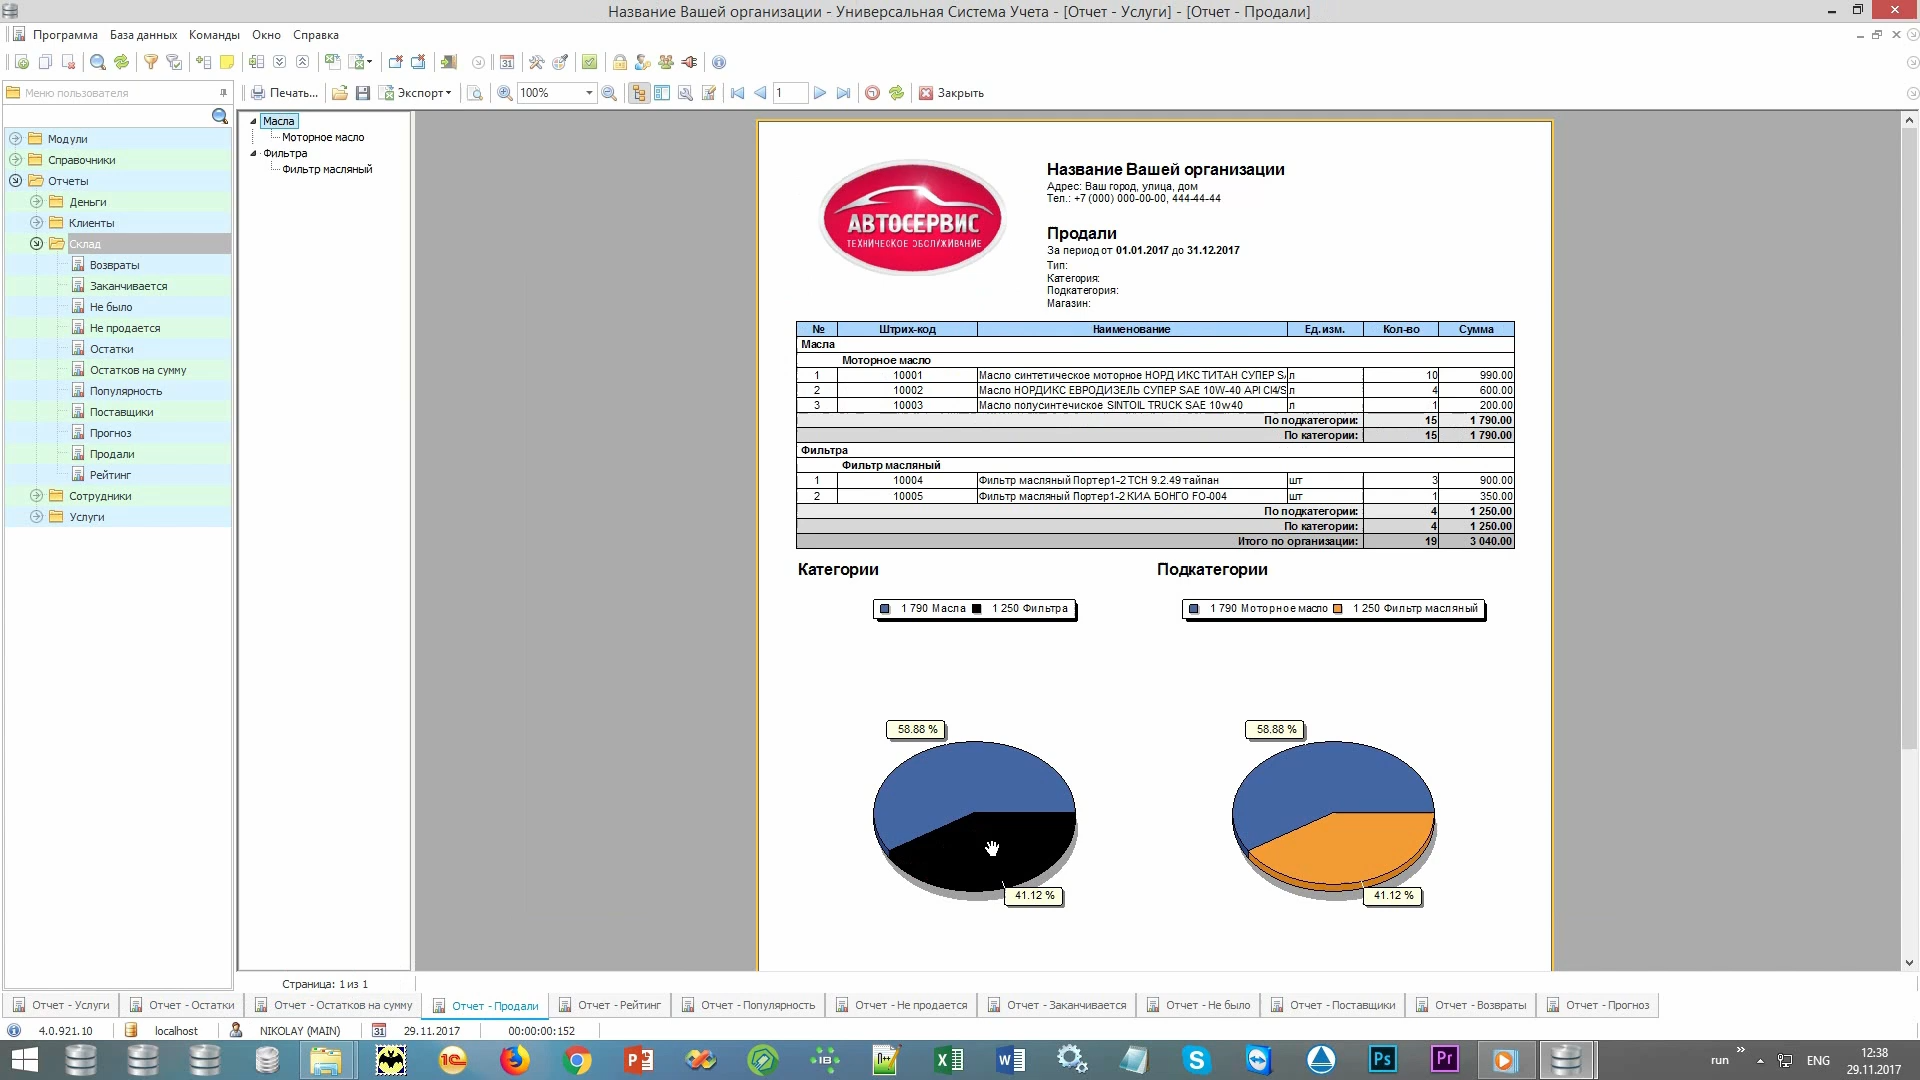 Название Вашей организации - Универсальная Система Учета - [Отчет - Услуги] - [Отчет - Продали]
Программа База данных Команды Окно Справка
Меню пользователя
Печать... Экспорт 100% 1 Закрыть
Модули
Справочники
Отчеты
Деньги
Клиенты
Склад
Возвраты
Заканчивается
Не было
Не продается
Остатки
Остатков на сумму
Популярность
Поставщики
Прогноз
Продали
Рейтинг
Сотрудники
Услуги
Масла
Моторное масло
Фильтра
Фильтр масляный
АВТОСЕРВИС
ТЕХНИЧЕСКОЕ ОБСЛУЖИВАНИЕ
Название Вашей организации
Адрес: Ваш город, улица, дом
Тел.: +7 (000) 000-00-00, 444-44-44
Продали
За период от 01.01.2017 до 31.12.2017
Тип:
Категория:
Подкатегория:
Магазин:
№ Штрих-код Наименование Ед.изм. Кол-во Сумма
Масла
Моторное масло
1 10001 Масло синтетическое моторное НОРД ИКС ТИТАН СУПЕР SA л 10 990.00
2 10002 Масло НОРДИКС ЕВРОДИЗЕЛЬ СУПЕР SAE 10W-40 API CI4/S л 4 600.00
3 10003 Масло полусинтечиское SINTOIL TRUCK SAE 10w40 л 1 200.00
По подкатегории: 15 1 790.00
По категории: 15 1 790.00
Фильтра
Фильтр масляный
1 10004 Фильтр масляный Портер1-2 ТСН 9.2.49 тайпан шт 3 900.00
2 10005 Фильтр масляный Портер1-2 КИА БОНГО FO-004 шт 1 350.00
По подкатегории: 4 1 250.00
По категории: 4 1 250.00
Итого по организации: 19 3 040.00
Категории Подкатегории
1 790 Масла 1 250 Фильтра 1 790 Моторное масло 1 250 Фильтр масляный
58.88 % 58.88 %
41.12 % 41.12 %
Страница: 1 из 1
Отчет - Услуги Отчет - Остатки Отчет - Остатков на сумму Отчет - Продали Отчет - Рейтинг Отчет - Популярность Отчет - Не продается Отчет - Заканчивается Отчет - Не было Отчет - Поставщики Отчет - Возвраты Отчет - Прогноз
4.0.921.10 localhost NIKOLAY (MAIN) 31 29.11.2017 00:00:00:152
run ENG 12:38
29.11.2017